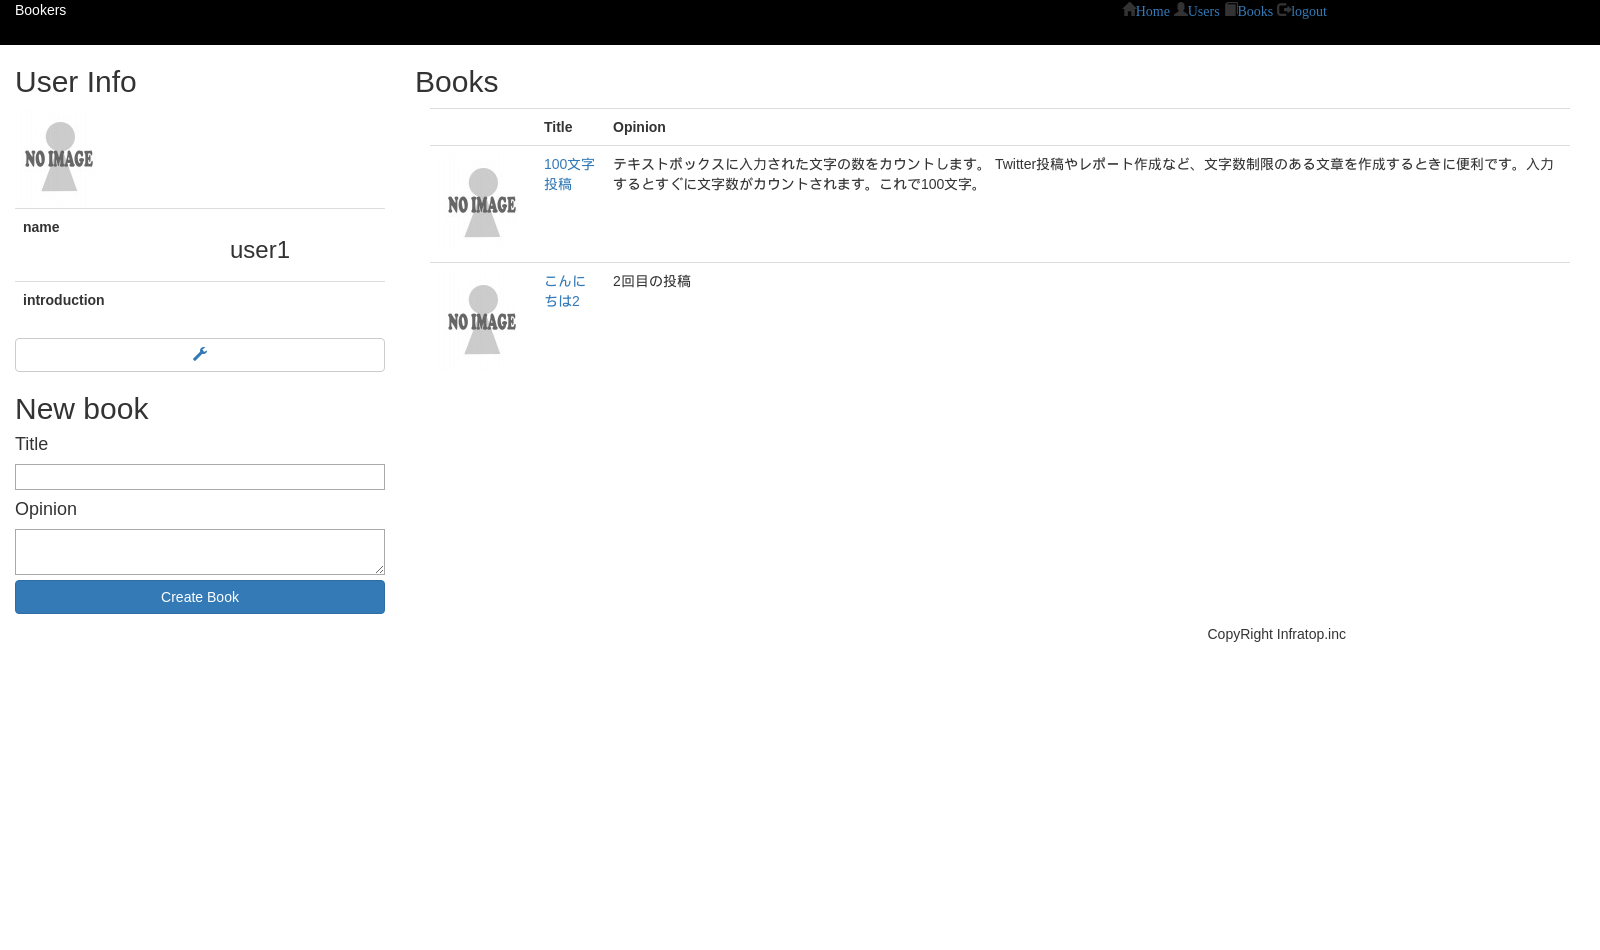 Bookers
Home Users Books logout
User Info
NO IMAGE
name
user1
introduction
New book
Title
Opinion
Create Book
Books
Title Opinion
NO IMAGE
100文字
投稿
テキストボックスに入力された文字の数をカウントします。 Twitter投稿やレポート作成など、文字数制限のある文章を作成するときに便利です。入力
するとすぐに文字数がカウントされます。これで100文字。
NO IMAGE
こんに
ちは2
2回目の投稿
CopyRight Infratop.inc